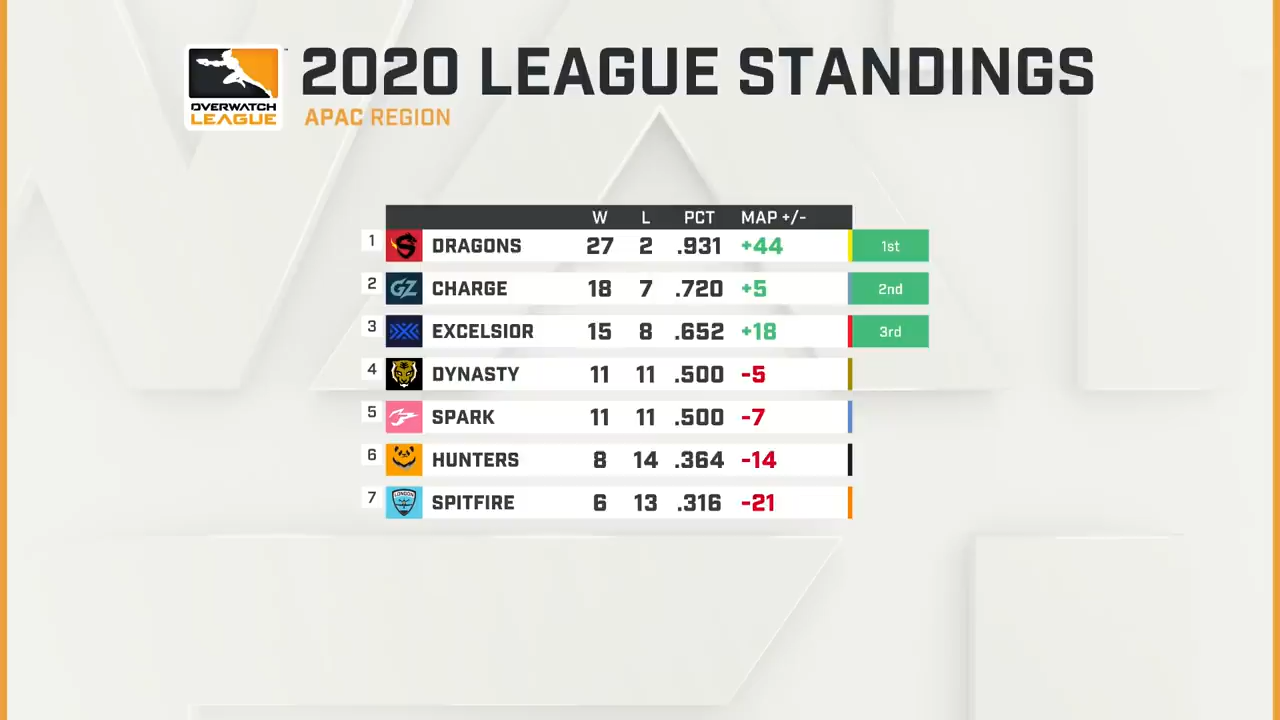 2020 LEAGUE STANDINGS
OVERWATCH
LEAGUE
APAC REGION
W L PCT MAP +/-
1 DRAGONS 27 2 .931 +44 1st
2 GZ CHARGE 18 7 .720 +5 2nd
3 EXCELSIOR 15 8 .652 +18 3rd
4 DYNASTY 11 11 .500 -5
5 SPARK 11 11 .500 -7
6 HUNTERS 8 14 .364 -14
7 LONDON SPITFIRE 6 13 .316 -21